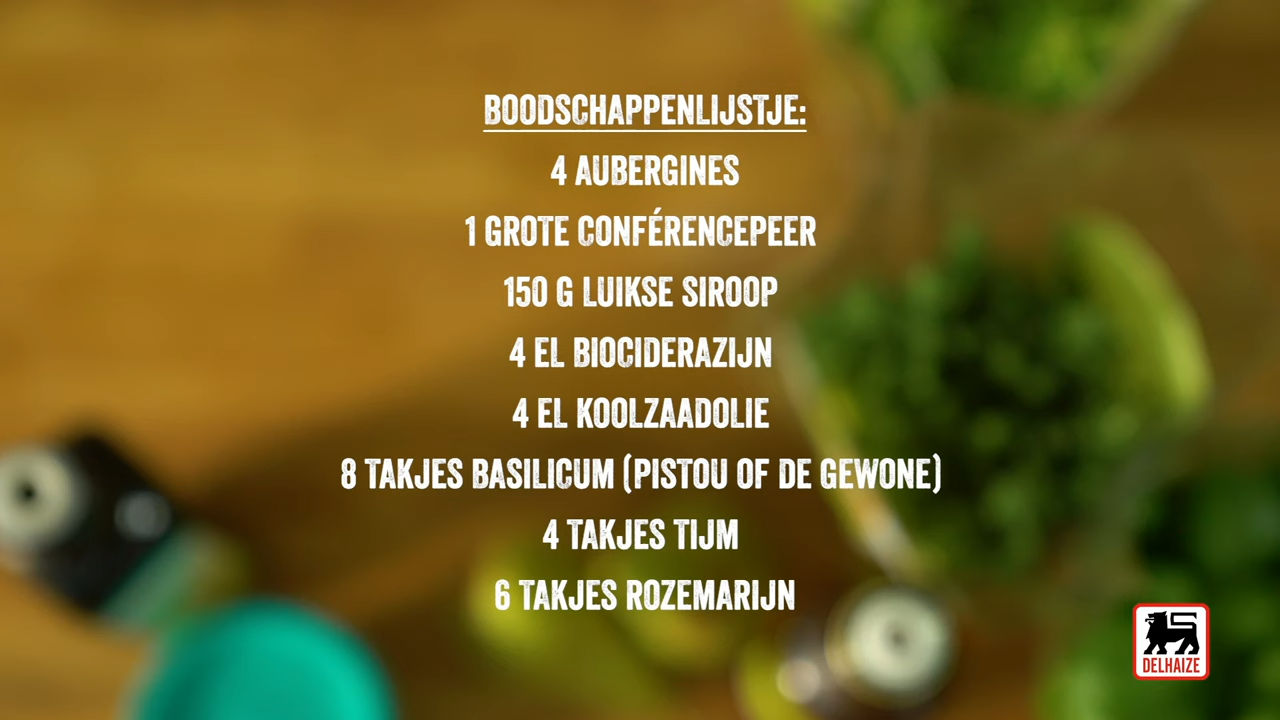 BOODSCHAPPENLIJSTJE:
4 AUBERGINES
1 GROTE CONFÉRENCEPEER
150 G LUIKSE SIROOP
4 EL BIOCIDERAZIJN
4 EL KOOLZAADOLIE
8 TAKJES BASILICUM (PISTOU OF DE GEWONE)
4 TAKJES TIJM
6 TAKJES ROZEMARIJN
DELHAIZE